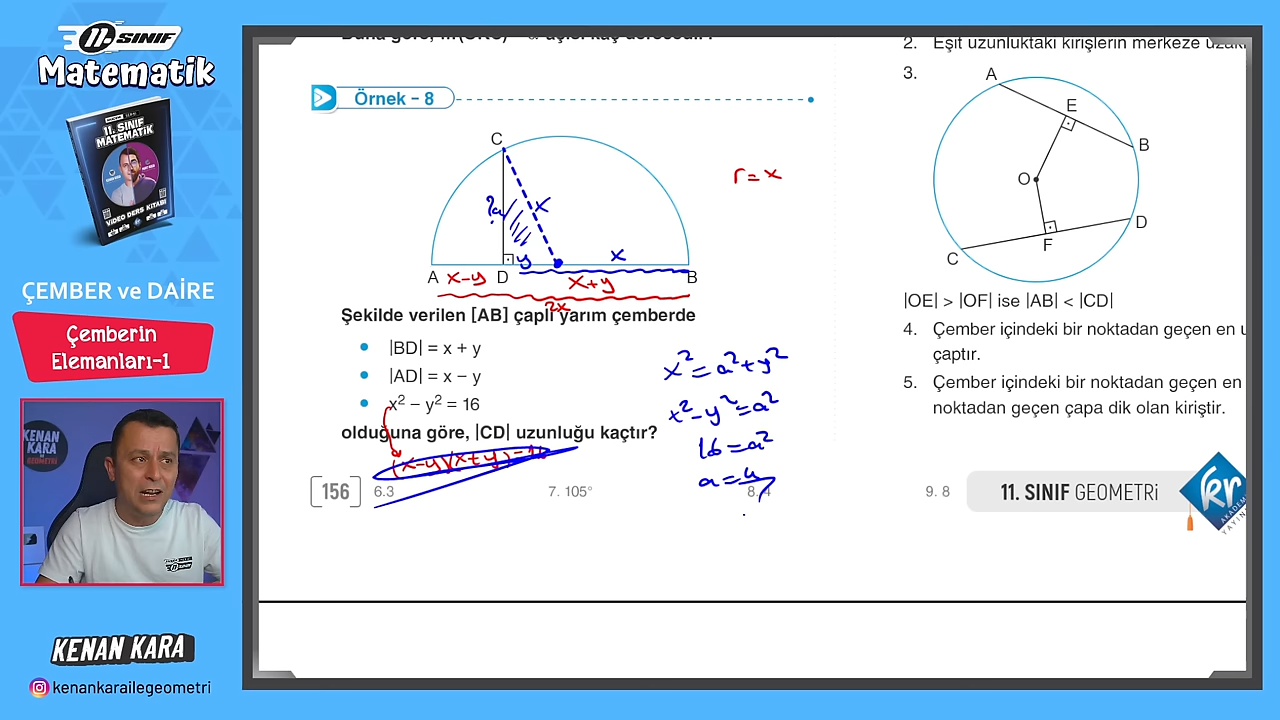 11. SINIF
Matematik
11. SINIF
MATEMATİK
VİDEO DERS KİTABI
ÇEMBER ve DAİRE
Çemberin
Elemanları-1
KENAN
KARA
GEOMETRİ
KENAN KARA
kenankarailegeometri
Örnek – 8
C
?a
x
y
x
A
x-y
D
x+y
B
2x
r = x
Şekilde verilen [AB] çaplı yarım çemberde
• |BD| = x + y
• |AD| = x – y
• x² – y² = 16
olduğuna göre, |CD| uzunluğu kaçtır?
(x-y)(x+y)=16
x² = a² + y²
x² - y² = a²
16 = a²
a = 4
156
6.3
7. 105°
8. 4
9. 8
2. Eşit uzunluktaki kirişlerin merkeze
3.
A
E
B
O
D
F
C
|OE| > |OF| ise |AB| < |CD|
4. Çember içindeki bir noktadan geçen en
çaptır.
5. Çember içindeki bir noktadan geçen en
noktadan geçen çapa dik olan kiriştir.
11. SINIF GEOMETRİ
kr
AKADEMİ